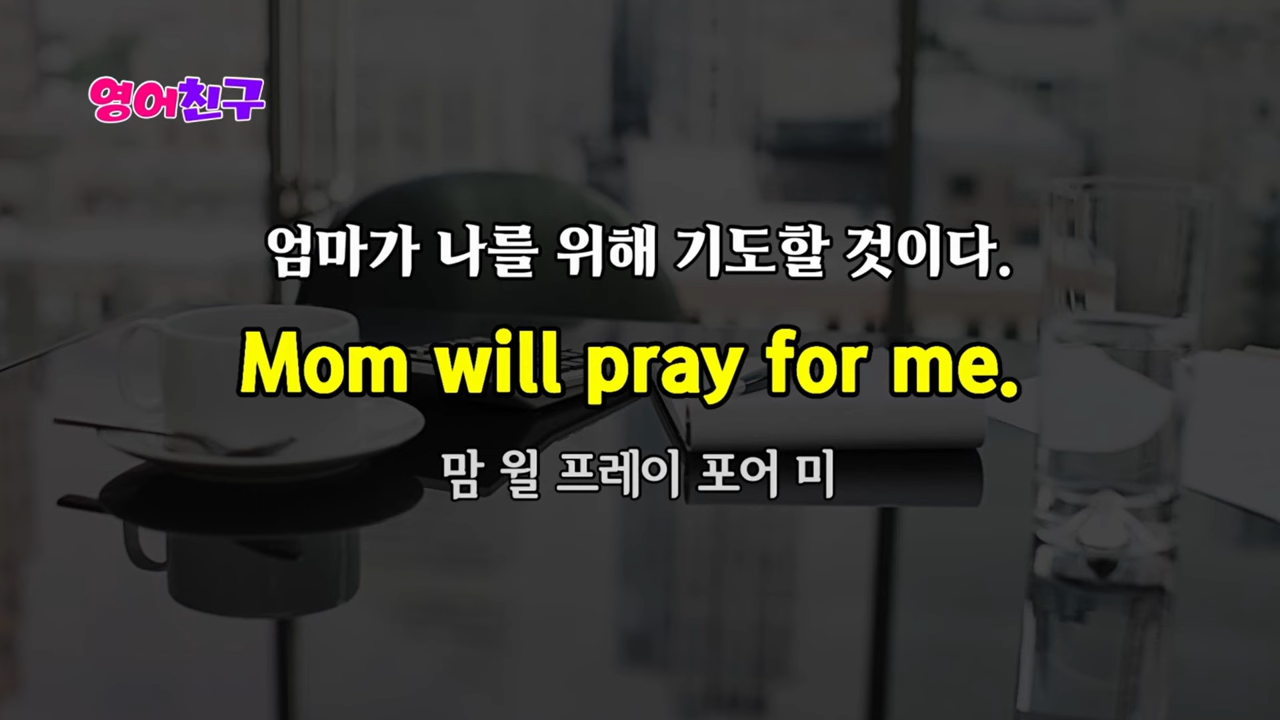 영어친구
엄마가 나를 위해 기도할 것이다.
Mom will pray for me.
맘 윌 프레이 포어 미